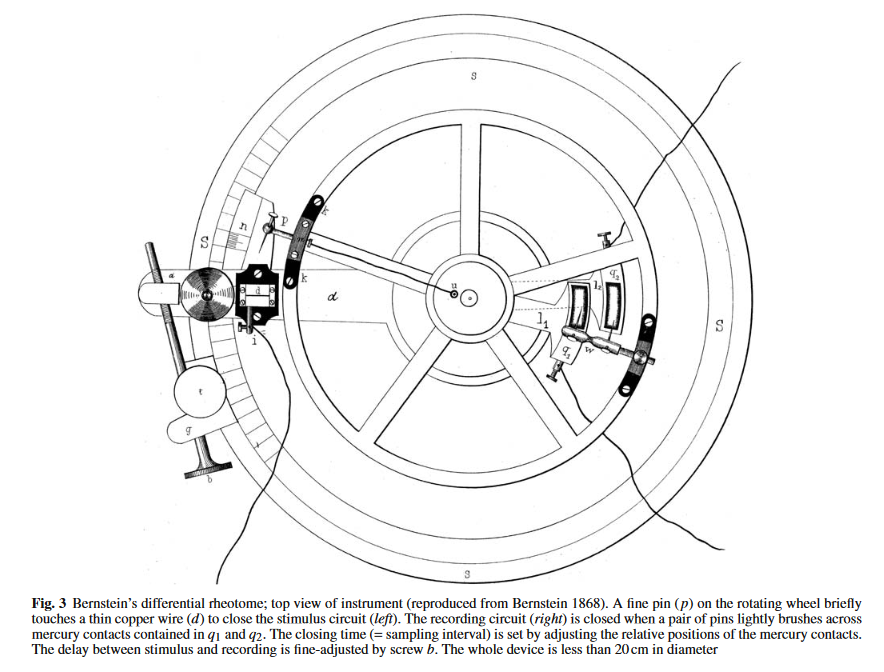 S
n
p
k
S
a
d
k
α
u
o
q2
l2
l1
S
i
q1
w
t
g
b
S
Fig. 3 Bernstein's differential rheotome; top view of instrument (reproduced from Bernstein 1868). A fine pin (p) on the rotating wheel briefly
touches a thin copper wire (d) to close the stimulus circuit (left). The recording circuit (right) is closed when a pair of pins lightly brushes across
mercury contacts contained in q1 and q2. The closing time (= sampling interval) is set by adjusting the relative positions of the mercury contacts.
The delay between stimulus and recording is fine-adjusted by screw b. The whole device is less than 20 cm in diameter